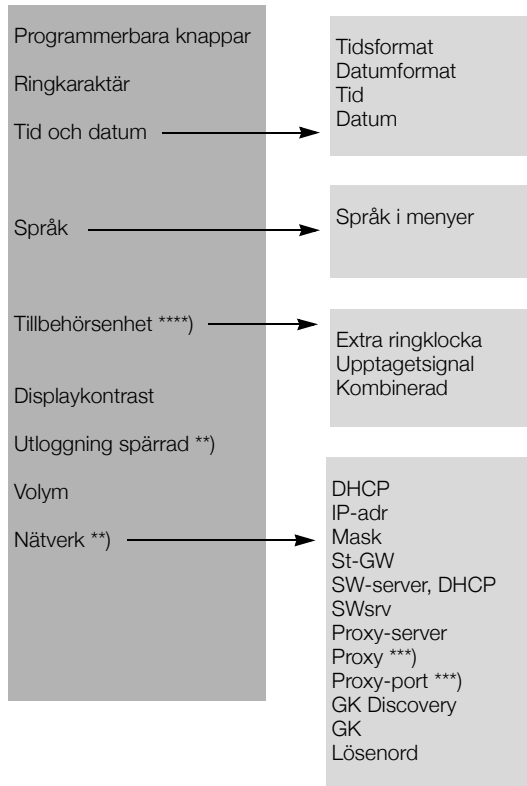 Programmerbara knappar
Ringkaraktär
Tid och datum
Tidsformat
Datumformat
Tid
Datum
Språk
Språk i menyer
Tillbehörsenhet ****)
Extra ringklocka
Upptagetsignal
Kombinerad
Displaykontrast
Utloggning spärrad **)
Volym
Nätverk **)
DHCP
IP-adr
Mask
St-GW
SW-server, DHCP
SWsrv
Proxy-server
Proxy ***)
Proxy-port ***)
GK Discovery
GK
Lösenord